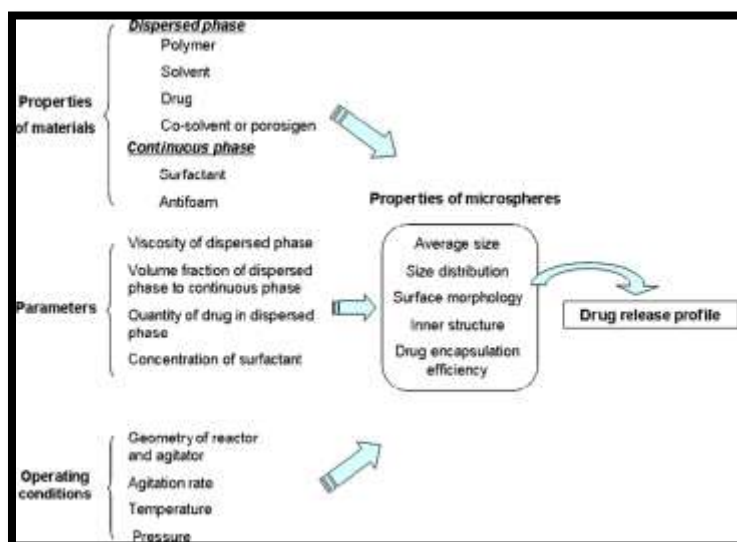 Dispersed phase
Polymer
Solvent
Drug
Co-solvent or porosigen
Properties
of materials
Continuous phase
Surfactant
Antifoam
Viscosity of dispersed phase
Volume fraction of dispersed
phase to continuous phase
Parameters
Quantity of drug in dispersed
phase
Concentration of surfactant
Geometry of reactor
and agitator
Operating
conditions
Agitation rate
Temperature
Pressure
Properties of microspheres
Average size
Size distribution
Surface morphology
Inner structure
Drug encapsulation
efficiency
Drug release profile